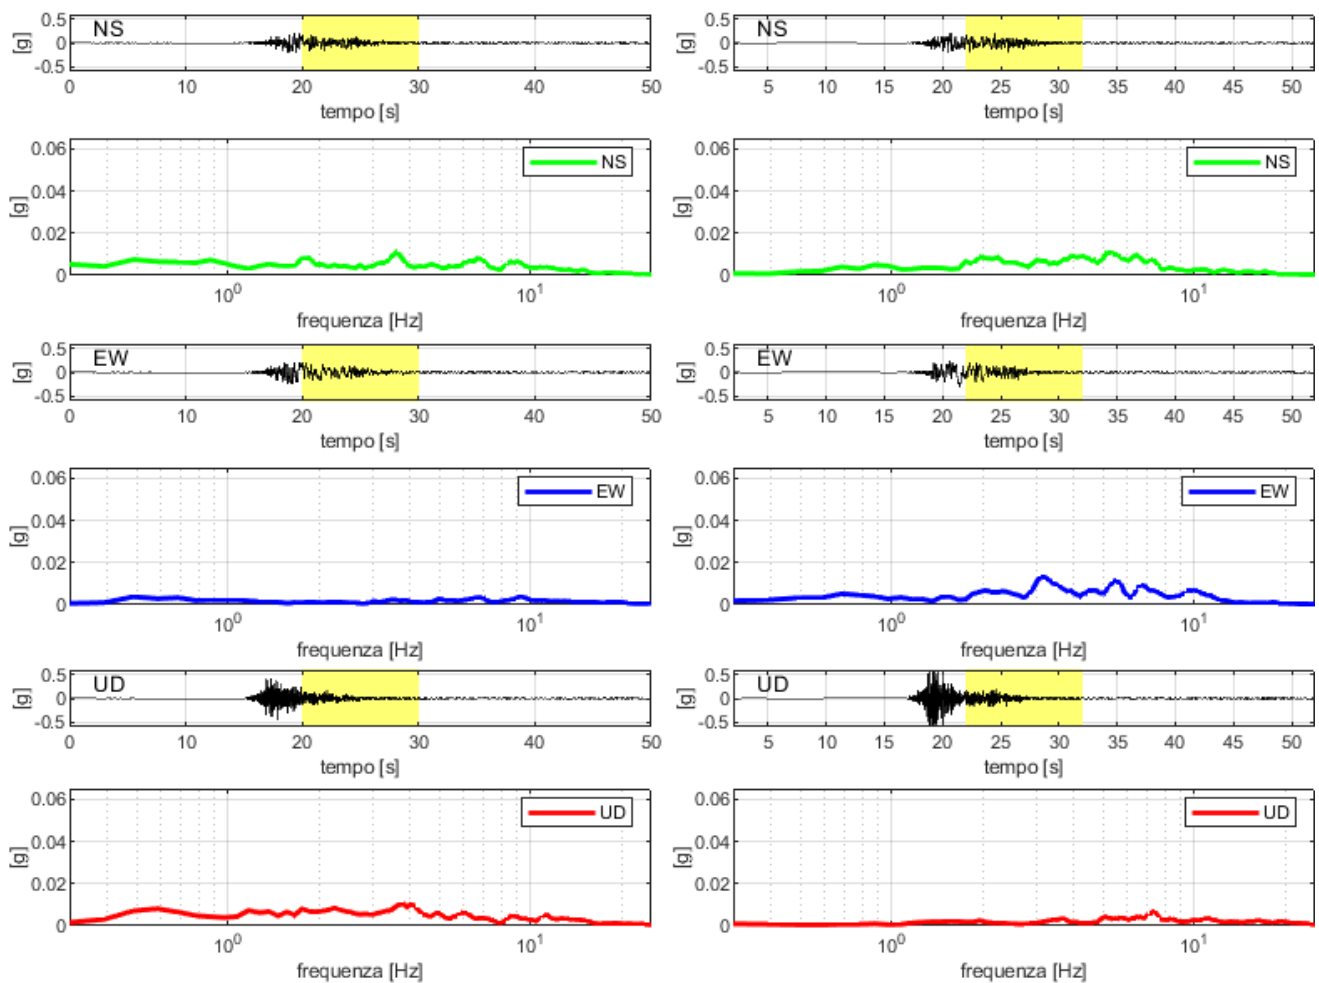 0.5 NS 0.5 NS
[g] 0 [g] 0
-0.5 -0.5
0 10 20 30 40 50 5 10 15 20 25 30 35 40 45 50
tempo [s] tempo [s]
0.06 NS 0.06 NS
0.04 0.04
[g] [g]
0.02 0.02
0 0
10^0 10^1 10^0 10^1
frequenza [Hz] frequenza [Hz]
0.5 EW 0.5 EW
[g] 0 [g] 0
-0.5 -0.5
0 10 20 30 40 50 5 10 15 20 25 30 35 40 45 50
tempo [s] tempo [s]
0.06 EW 0.06 EW
0.04 0.04
[g] [g]
0.02 0.02
0 0
10^0 10^1 10^0 10^1
frequenza [Hz] frequenza [Hz]
0.5 UD 0.5 UD
[g] 0 [g] 0
-0.5 -0.5
0 10 20 30 40 50 5 10 15 20 25 30 35 40 45 50
tempo [s] tempo [s]
0.06 UD 0.06 UD
0.04 0.04
[g] [g]
0.02 0.02
0 0
10^0 10^1 10^0 10^1
frequenza [Hz] frequenza [Hz]